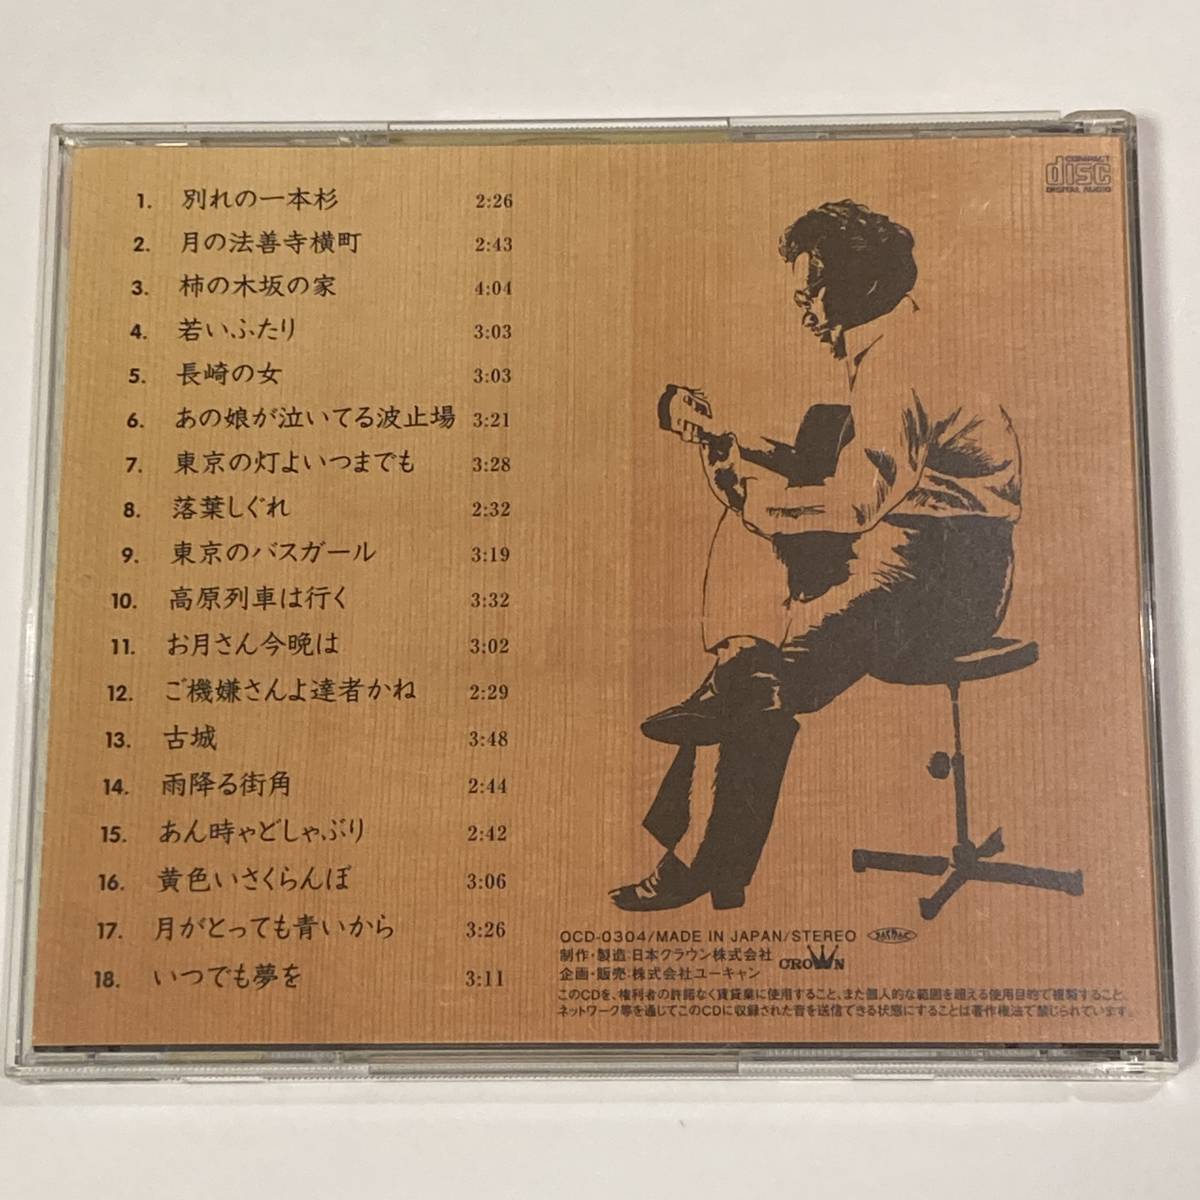 COMPACT
disc
DIGITAL AUDIO
1. 別れの一本杉 2:26
2. 月の法善寺横町 2:43
3. 柿の木坂の家 4:04
4. 若いふたり 3:03
5. 長崎の女 3:03
6. あの娘が泣いてる波止場 3:21
7. 東京の灯よいつまでも 3:28
8. 落葉しぐれ 2:32
9. 東京のバスガール 3:19
10. 高原列車は行く 3:32
11. お月さん今晩は 3:02
12. ご機嫌さんよ達者かね 2:29
13. 古城 3:48
14. 雨降る街角 2:44
15. あん時ゃどしゃぶり 2:42
16. 黄色いさくらんぼ 3:06
17. 月がとっても青いから 3:26
18. いつでも夢を 3:11
OCD-0304/MADE IN JAPAN/STEREO
制作・製造:日本クラウン株式会社 CROWN
企画・販売:株式会社ユーキャン
このCDを、権利者の許諾なく賃貸業に使用すること、また個人的な範囲を超える使用目的で複製すること、
ネットワーク等を通じてこのCDに収録された音を送信できる状態にすることは著作権法で禁じられています。